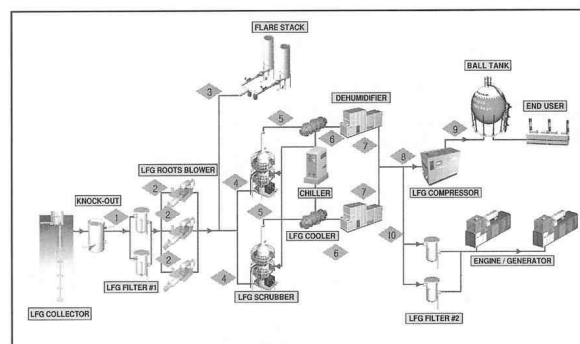 FLARE STACK
BALL TANK
DEHUMIDIFIER
END USER
3
5
6
7
9
LFG ROOTS BLOWER
8
KNOCK-OUT
2
4
CHILLER
LFG COMPRESSOR
1
2
5
7
10
LFG COOLER
2
6
ENGINE / GENERATOR
4
LFG FILTER #1
LFG SCRUBBER
LFG COLLECTOR
LFG FILTER #2